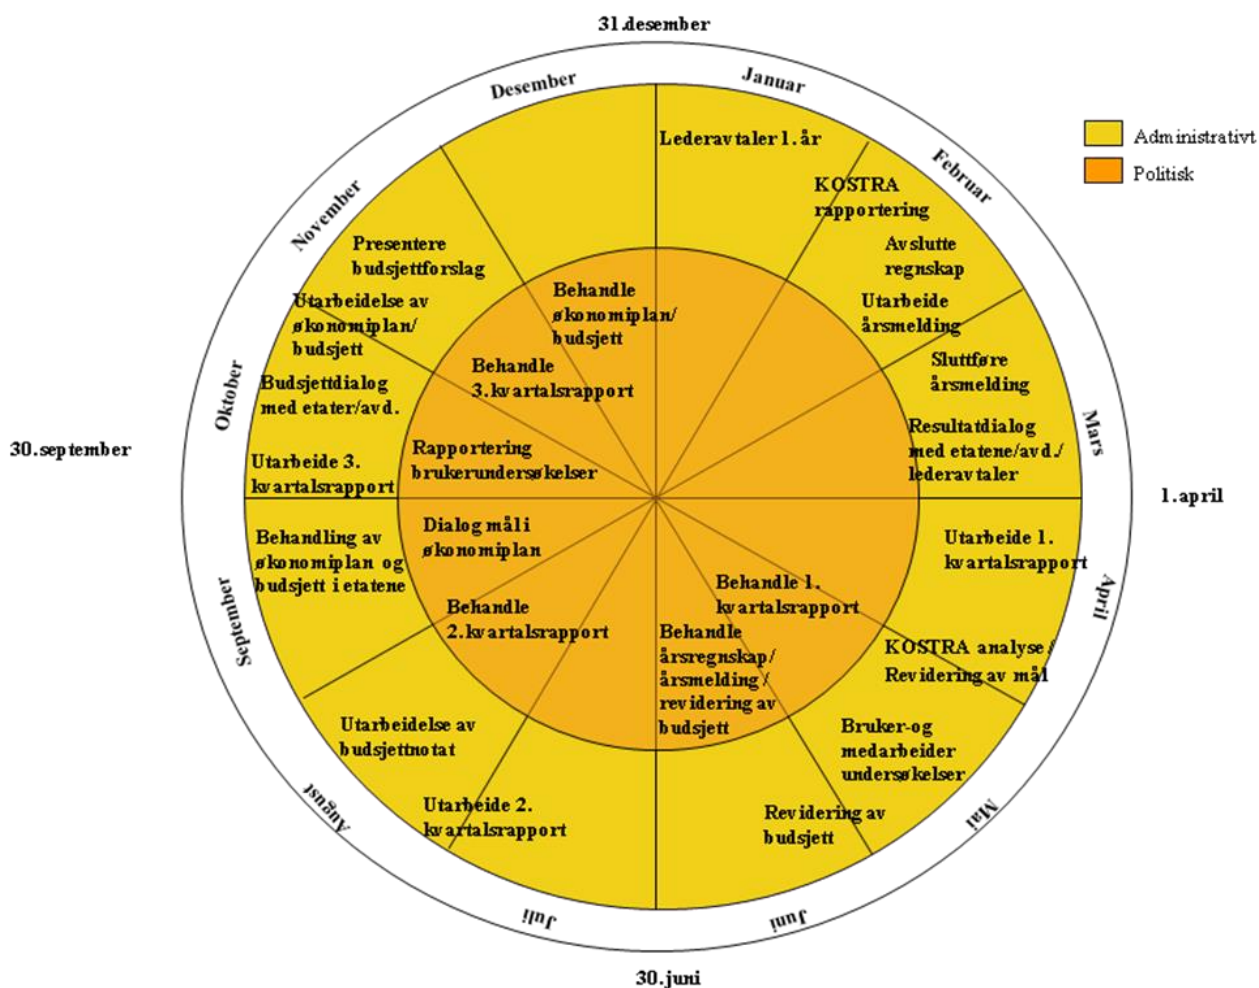 31.desember
Januar
Februar
Mars
1.april
April
Mai
Juni
30.juni
Juli
August
September
30.september
Oktober
November
Desember
Administrativt
Politisk
Lederavtaler 1. år
KOSTRA
rapportering
Avslutte
regnskap
Utarbeide
årsmelding
Sluttføre
årsmelding
Resultatdialog
med etatene/avd./
lederavtaler
Utarbeide 1.
kvartalsrapport
KOSTRA analyse /
Revidering av mål
Bruker-og
medarbeider
undersøkelser
Revidering av
budsjett
Utarbeide 2.
kvartalsrapport
Utarbeidelse av
budsjettnotat
Behandling av
økonomiplan og
budsjett i etatene
Utarbeide 3.
kvartalsrapport
Budsjettdialog
med etater/avd.
Utarbeidelse av
økonomiplan/
budsjett
Presentere
budsjettforslag
Behandle
økonomiplan/
budsjett
Behandle
3.kvartalsrapport
Rapportering
brukerundersøkelser
Dialog mål i
økonomiplan
Behandle
2.kvartalsrapport
Behandle 1.
kvartalsrapport
Behandle
årsregnskap/
årsmelding /
revidering av
budsjett